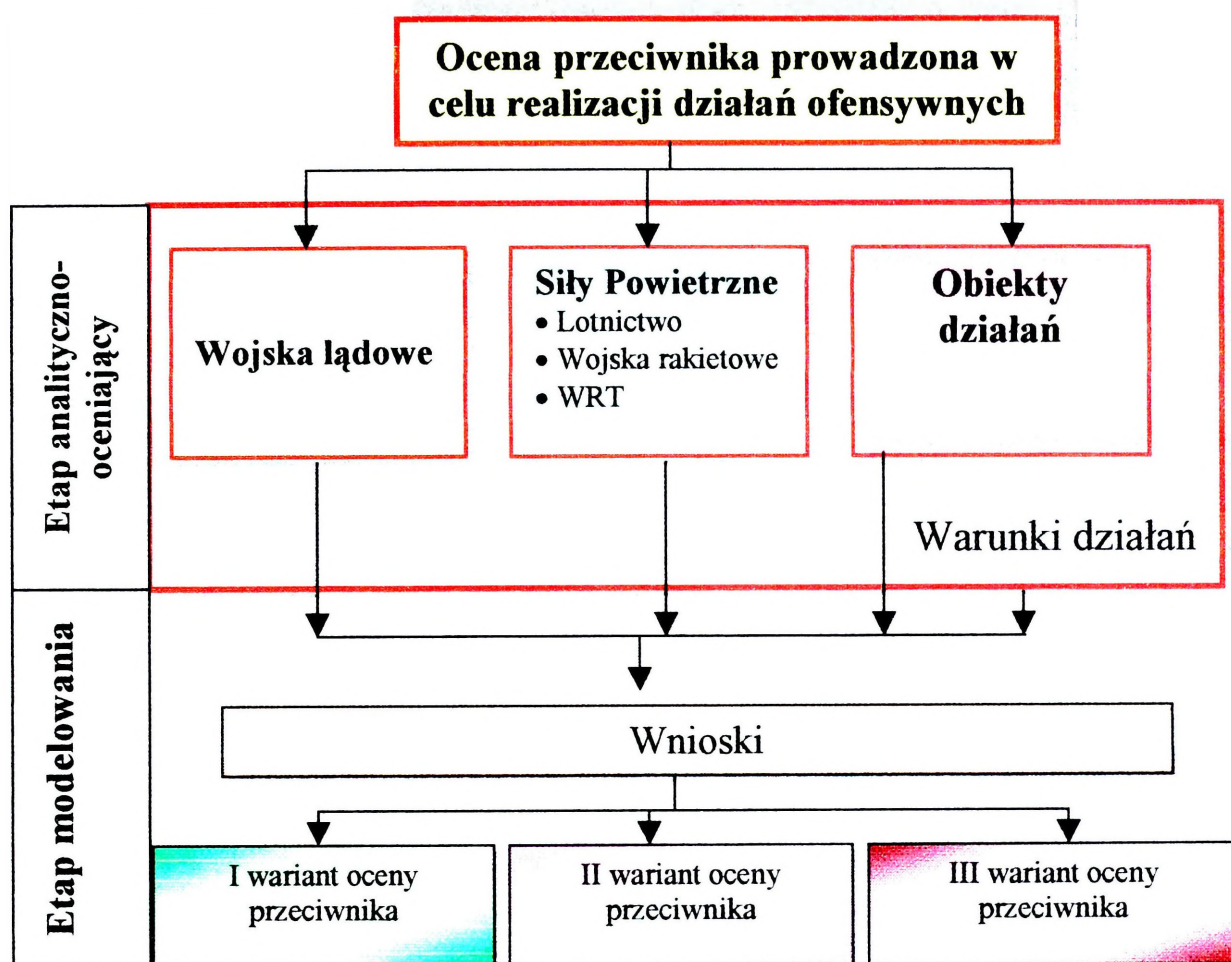 Ocena przeciwnika prowadzona w
celu realizacji działań ofensywnych
Etap analityczno-
oceniający
Wojska lądowe
Siły Powietrzne
• Lotnictwo
• Wojska rakietowe
• WRT
Obiekty
działań
Warunki działań
Etap modelowania
Wnioski
I wariant oceny
przeciwnika
II wariant oceny
przeciwnika
III wariant oceny
przeciwnika